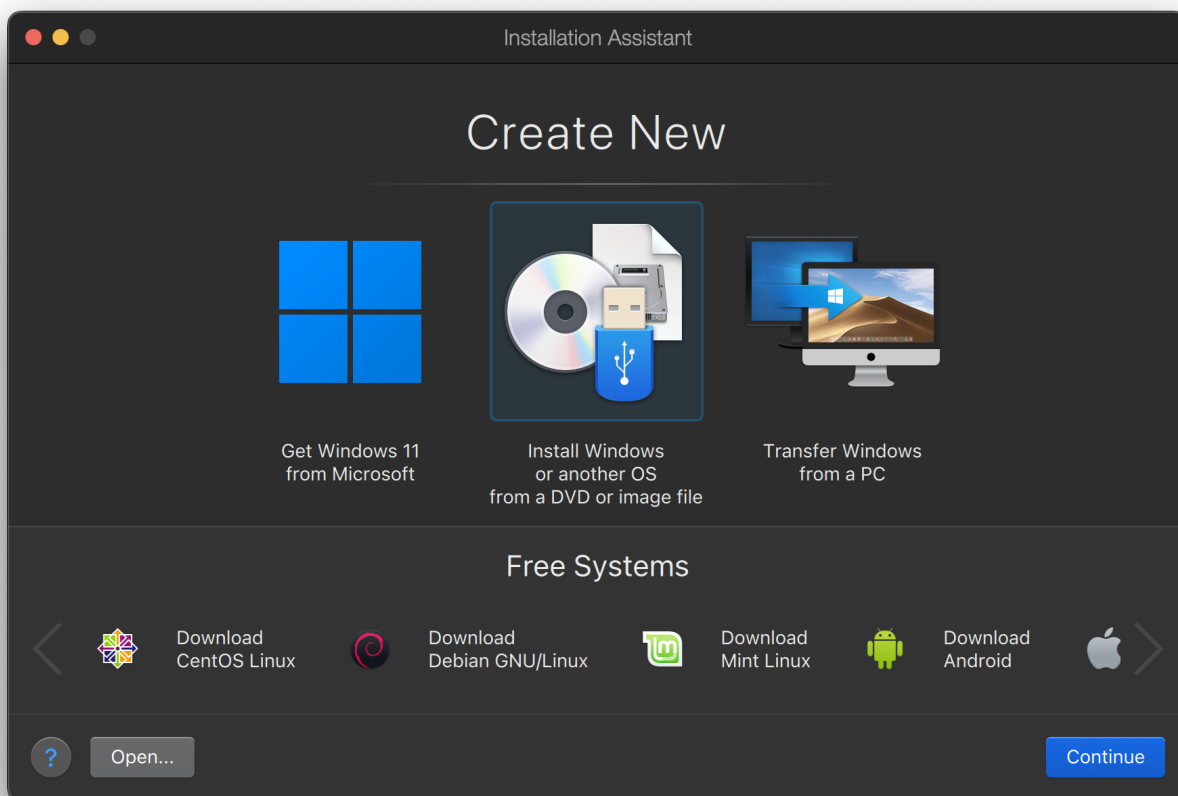 Installation Assistant
Create New
Get Windows 11
from Microsoft
Install Windows
or another OS
from a DVD or image file
Transfer Windows
from a PC
Free Systems
Download
CentOS Linux
Download
Debian GNU/Linux
Download
Mint Linux
Download
Android
?
Open...
Continue